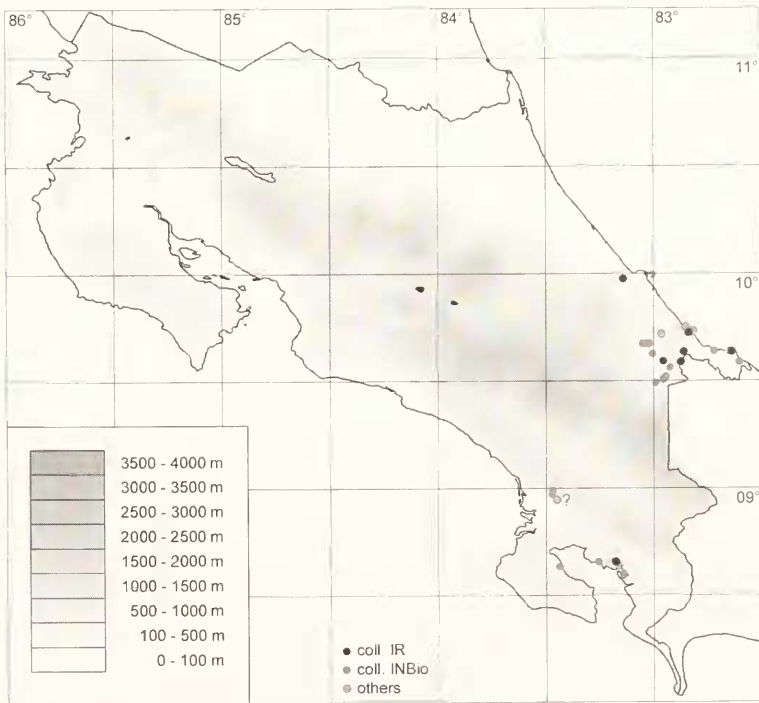 86° 85° 84° 83°
11°
10°
09°
?
3500 - 4000 m
3000 - 3500 m
2500 - 3000 m
2000 - 2500 m
1500 - 2000 m
1000 - 1500 m
500 - 1000 m
100 - 500 m
0 - 100 m
coll IR
coll. INBio
others